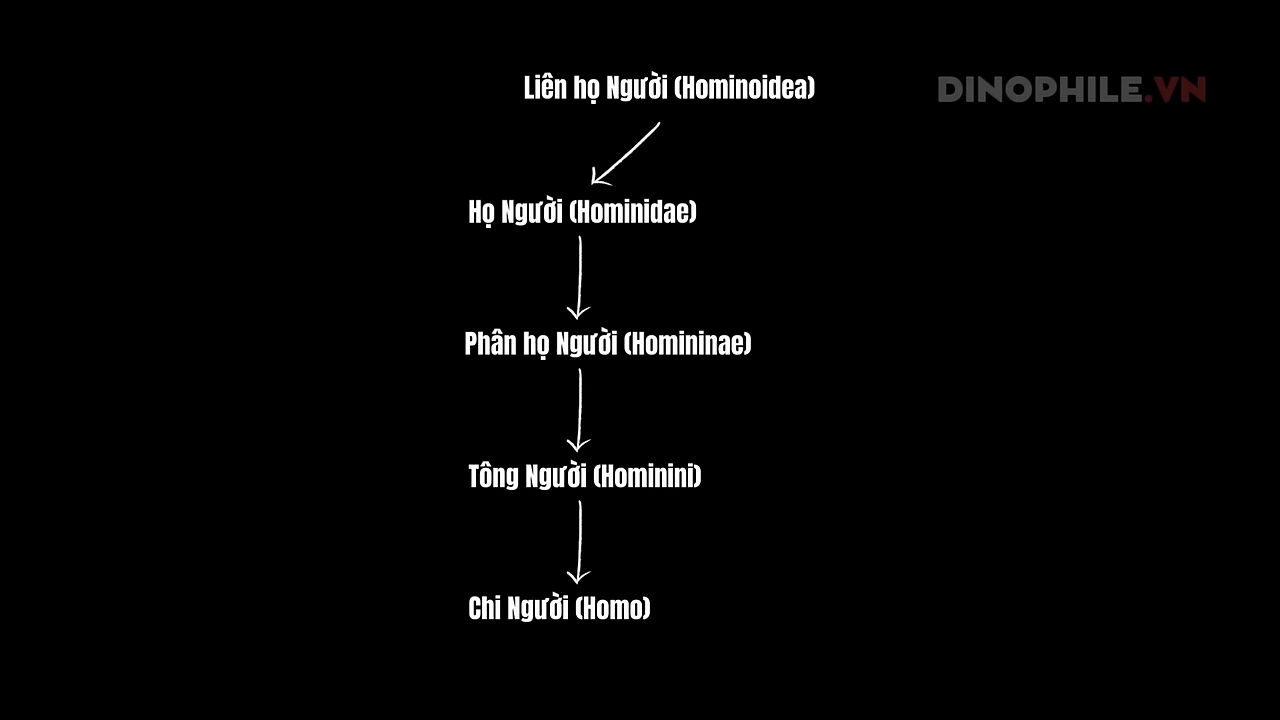 Liên họ Người (Hominoidea)
DINOPHILE.VN
Họ Người (Hominidae)
Phân họ Người (Homininae)
Tông Người (Hominini)
Chi Người (Homo)